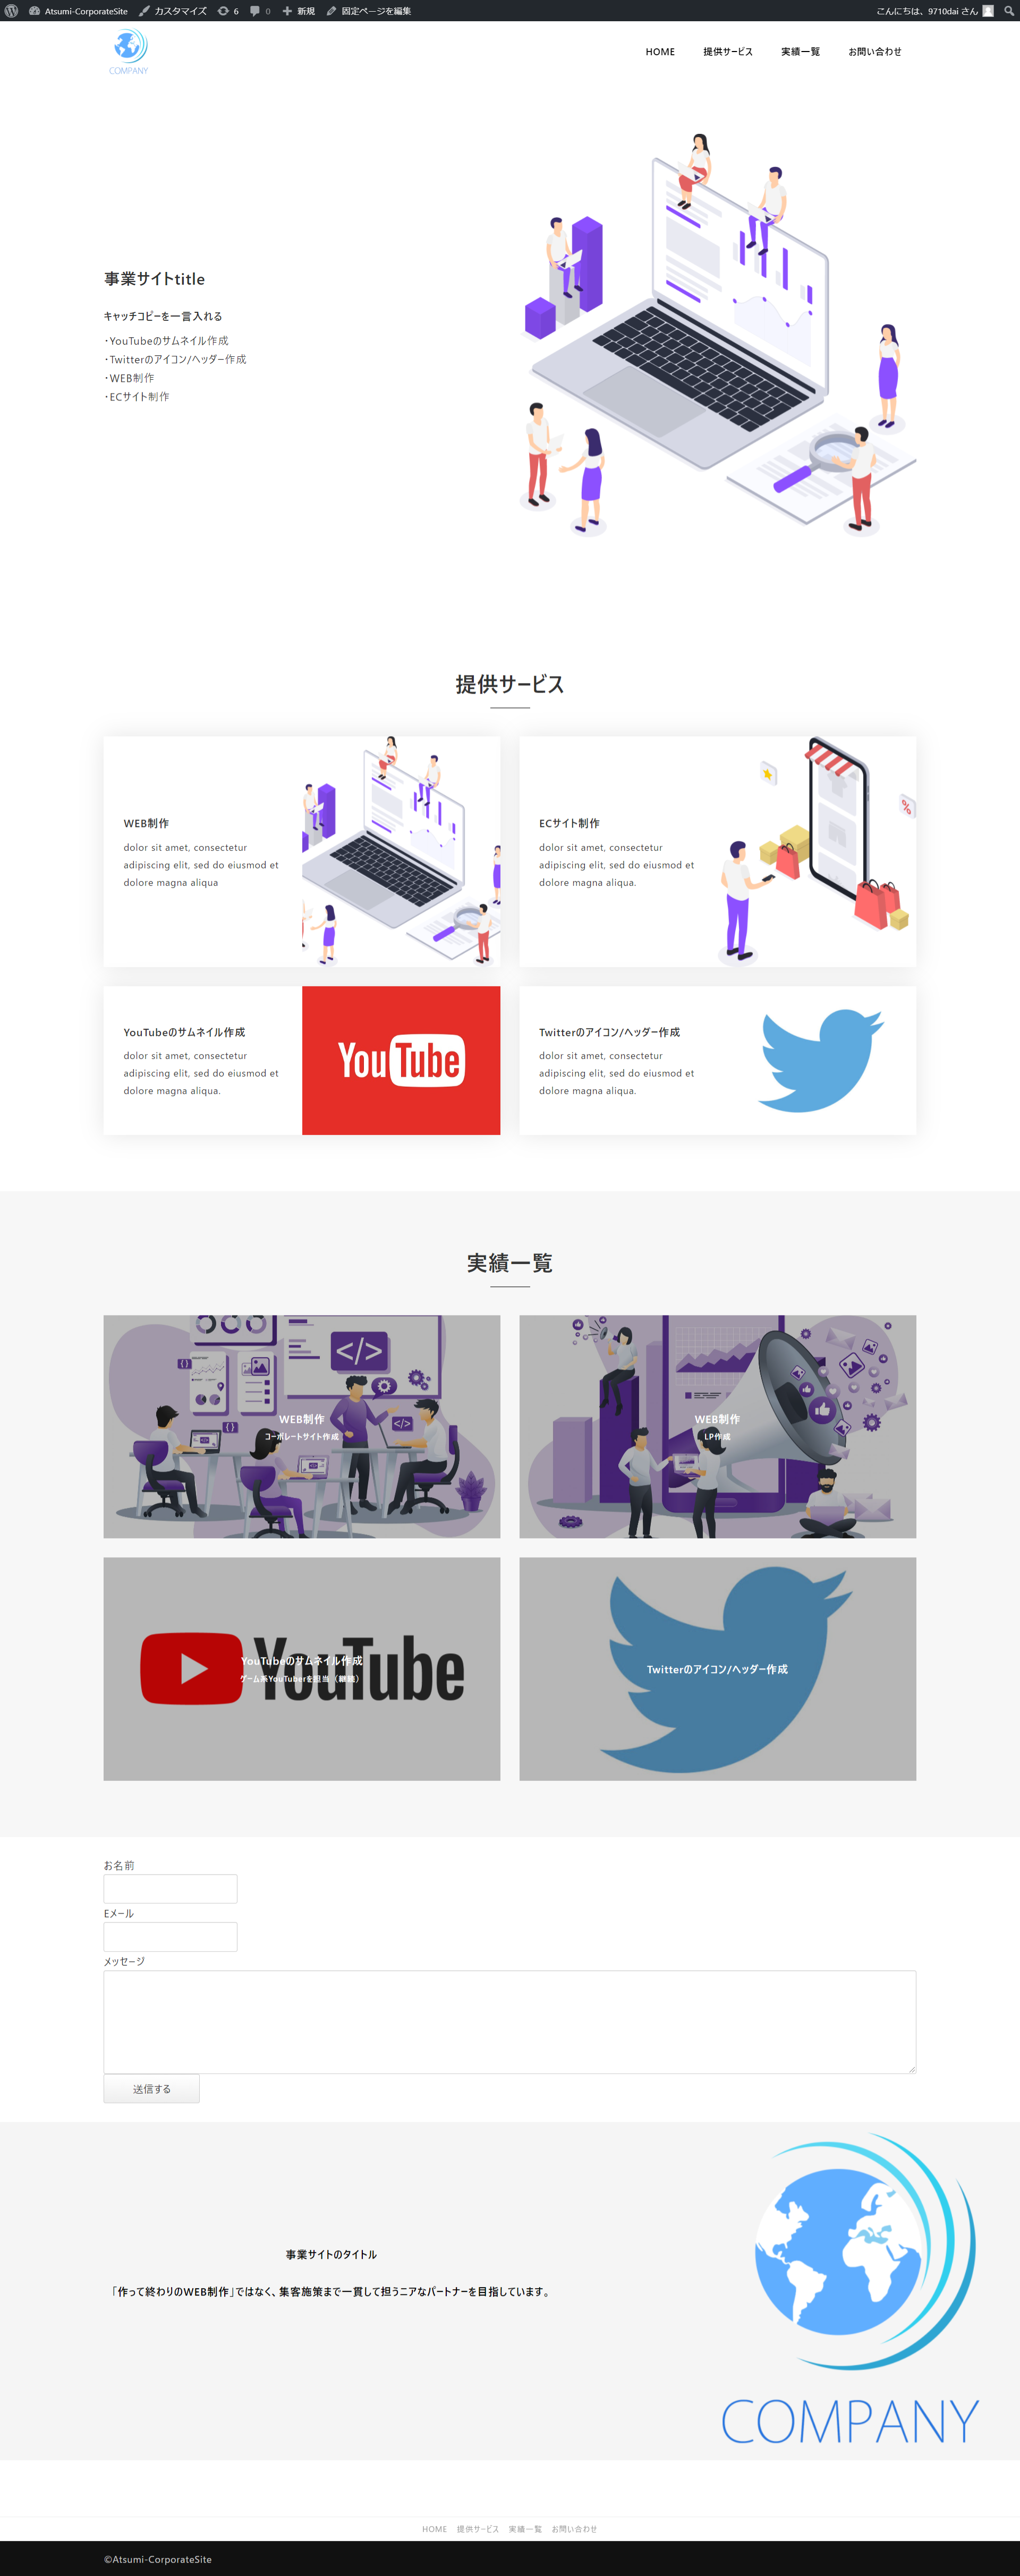 Atsumi-CorporateSite カスタマイズ 6 0 新規 固定ページを編集 こんにちは、9710dai さん
COMPANY
HOME 提供サービス 実績一覧 お問い合わせ
事業サイトtitle
キャッチコピーを一言入れる
・YouTubeのサムネイル作成
・Twitterのアイコン/ヘッダー作成
・WEB制作
・ECサイト制作
提供サービス
WEB制作
dolor sit amet, consectetur
adipiscing elit, sed do eiusmod et
dolore magna aliqua
ECサイト制作
dolor sit amet, consectetur
adipiscing elit, sed do eiusmod et
dolore magna aliqua.
%
YouTubeのサムネイル作成
dolor sit amet, consectetur
adipiscing elit, sed do eiusmod et
dolore magna aliqua.
YouTube
Twitterのアイコン/ヘッダー作成
dolor sit amet, consectetur
adipiscing elit, sed do eiusmod et
dolore magna aliqua.
実績一覧
</>
WEB制作
コーポレートサイト作成
</>
WEB制作
LP作成
YouTube
YouTubeのサムネイル作成
ゲーム系YouTuberを担当（継続）
Twitterのアイコン/ヘッダー作成
お名前
Eメール
メッセージ
送信する
事業サイトのタイトル
「作って終わりのWEB制作」ではなく、集客施策まで一貫して担うニアなパートナーを目指しています。
COMPANY
HOME 提供サービス 実績一覧 お問い合わせ
©Atsumi-CorporateSite